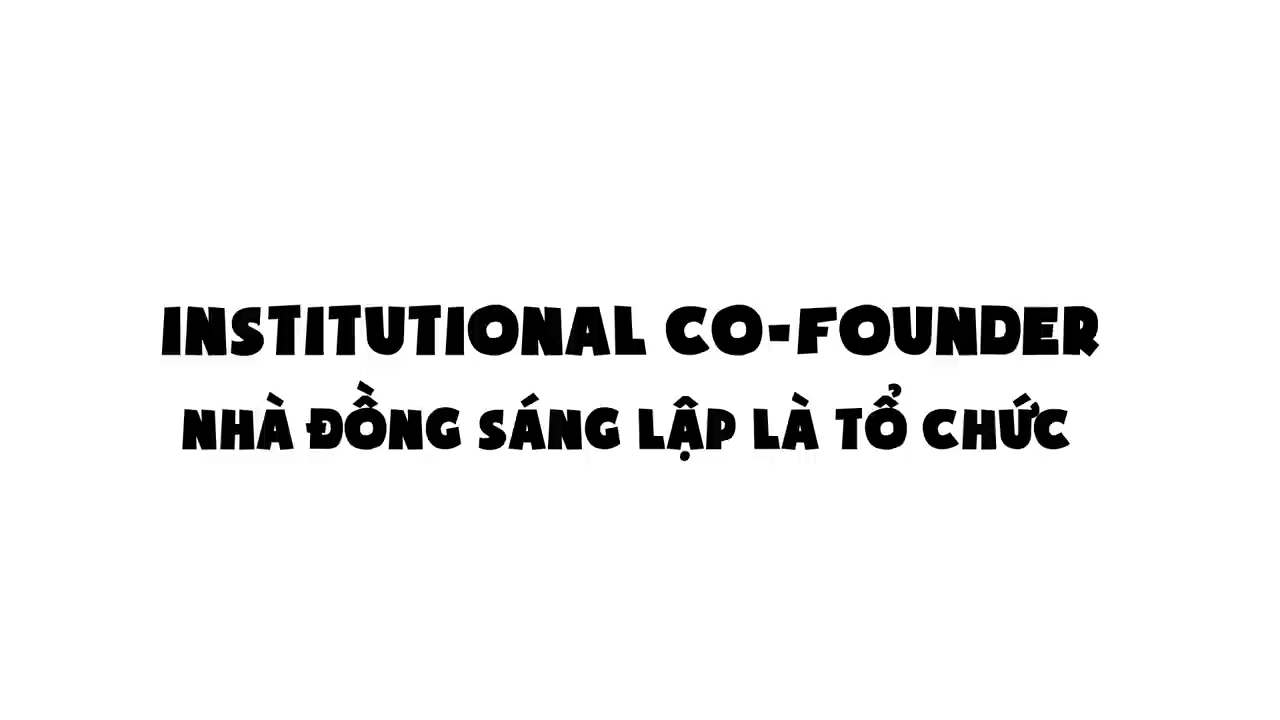 INSTITUTIONAL CO-FOUNDER
NHÀ ĐỒNG SÁNG LẬP LÀ TỔ CHỨC